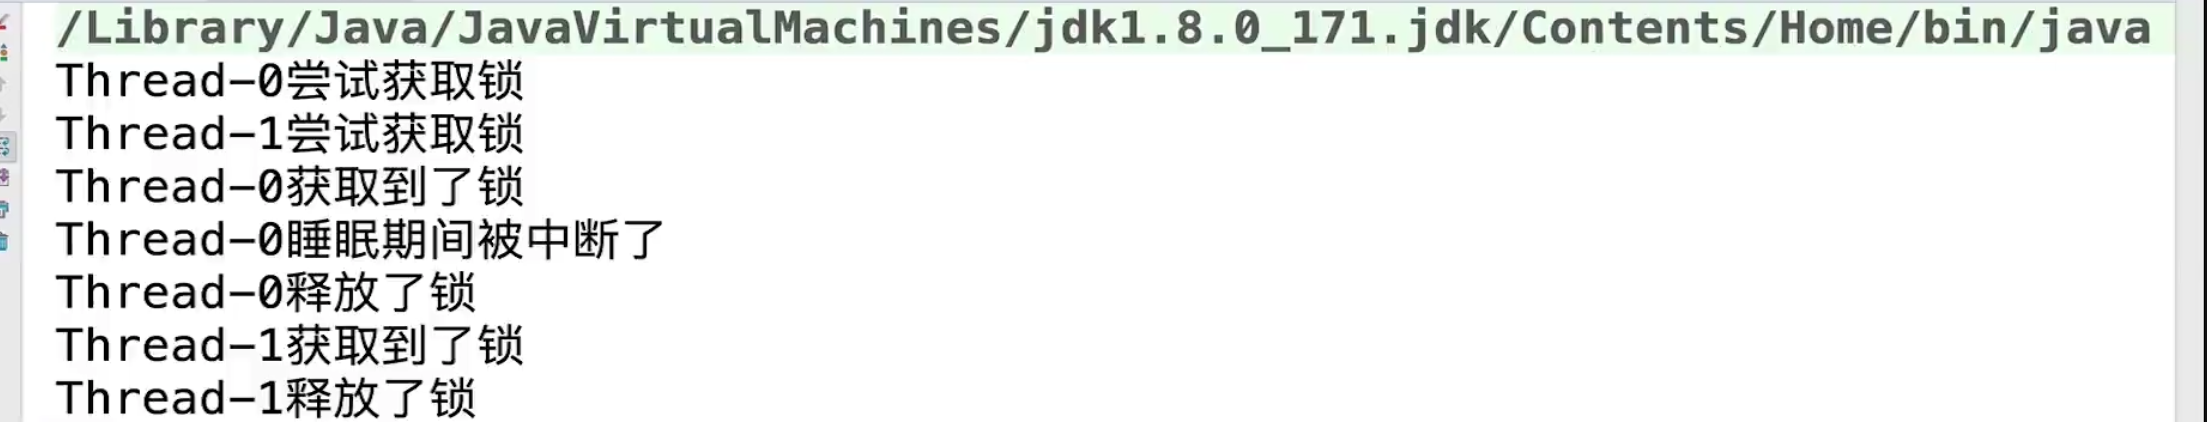 /Library/Java/JavaVirtualMachines/jdk1.8.0_171.jdk/Contents/Home/bin/java
Thread-0尝试获取锁
Thread-1尝试获取锁
Thread-0获取到了锁
Thread-0睡眠期间被中断了
Thread-0释放了锁
Thread-1获取到了锁
Thread-1释放了锁